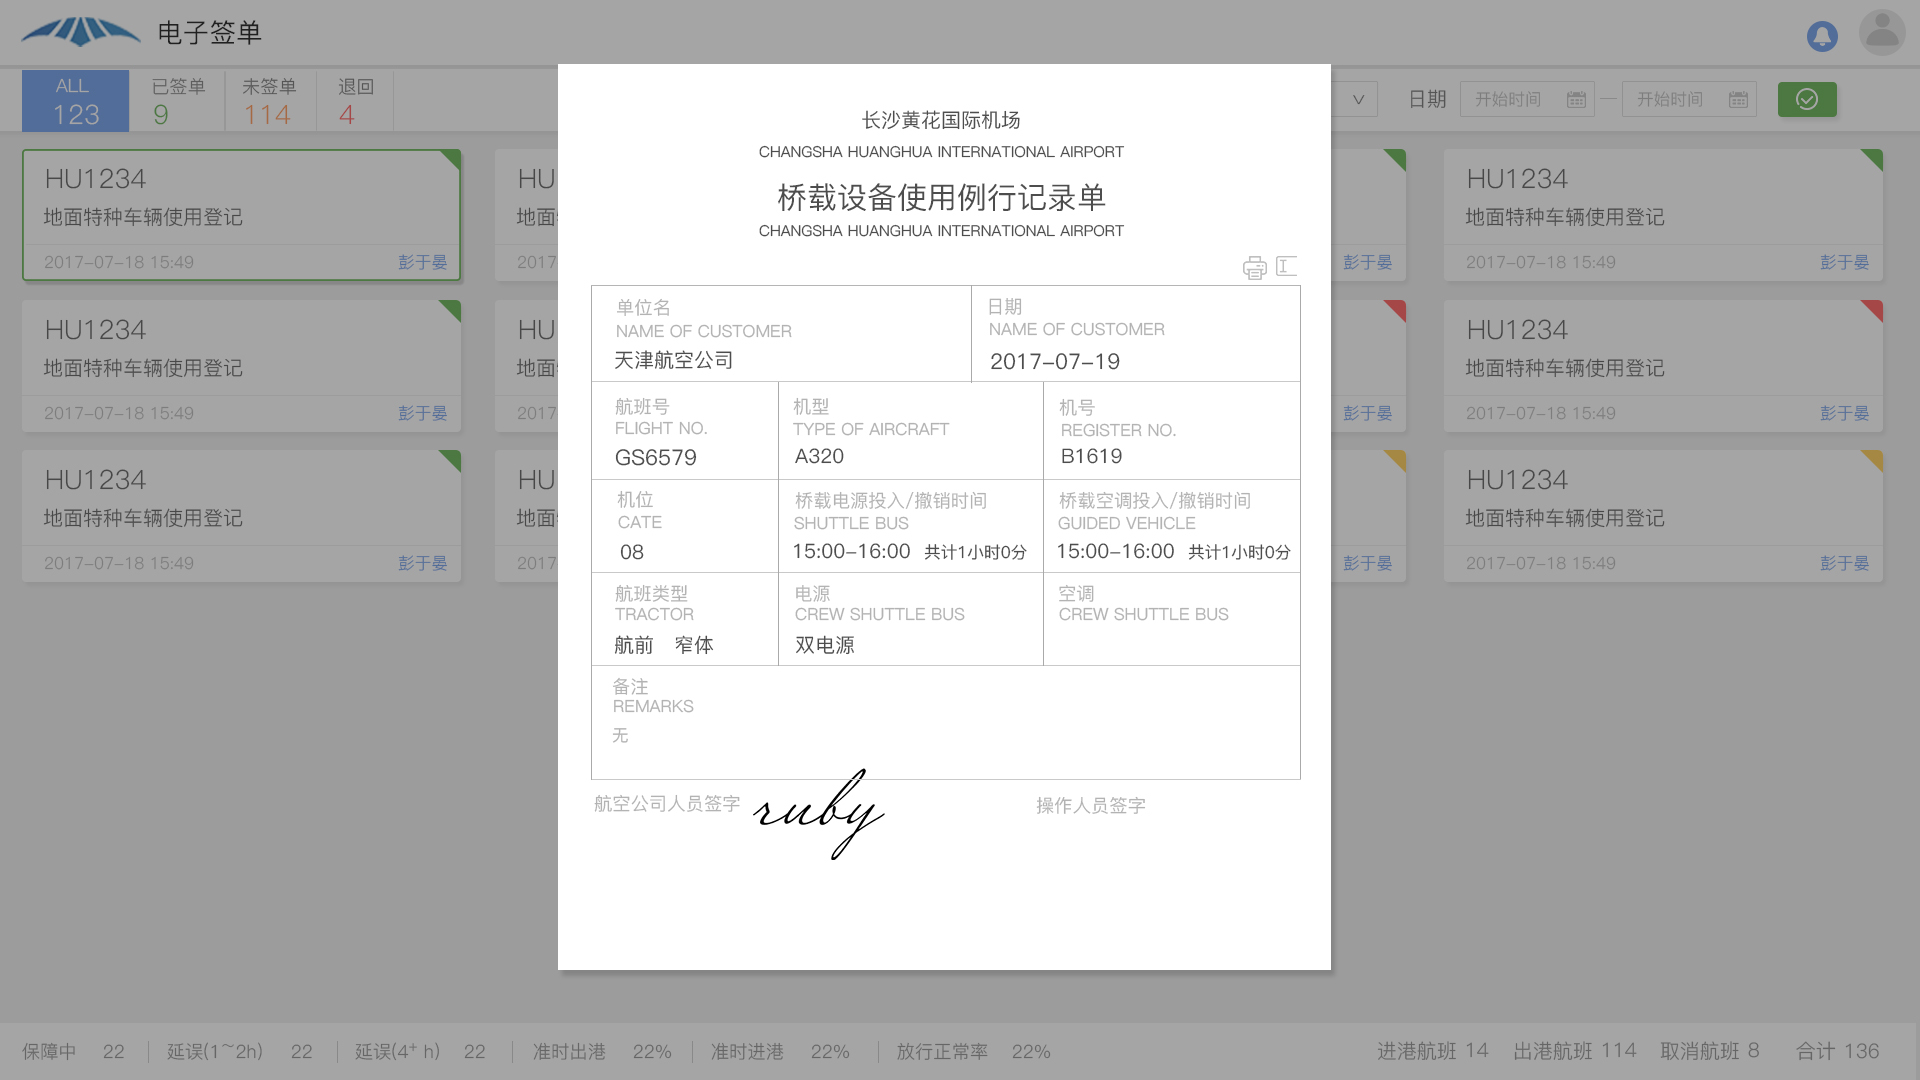 电子签单
ALL
123
已签单
9
未签单
114
退回
4
日期
开始时间
开始时间
HU1234
地面特种车辆使用登记
2017-07-18 15:49
彭于晏
HU
地面
2017
HU1234
地面特种车辆使用登记
2017-07-18 15:49
彭于晏
彭于晏
HU1234
地面特种车辆使用登记
2017-07-18 15:49
彭于晏
HU
地面
2017
彭于晏
HU1234
地面特种车辆使用登记
2017-07-18 15:49
彭于晏
HU1234
地面特种车辆使用登记
2017-07-18 15:49
彭于晏
HU
地面
2017
彭于晏
HU1234
地面特种车辆使用登记
2017-07-18 15:49
彭于晏
长沙黄花国际机场
CHANGSHA HUANGHUA INTERNATIONAL AIRPORT
桥载设备使用例行记录单
CHANGSHA HUANGHUA INTERNATIONAL AIRPORT
单位名
NAME OF CUSTOMER
天津航空公司
日期
NAME OF CUSTOMER
2017-07-19
航班号
FLIGHT NO.
GS6579
机型
TYPE OF AIRCRAFT
A320
机号
REGISTER NO.
B1619
机位
CATE
08
桥载电源投入/撤销时间
SHUTTLE BUS
15:00-16:00 共计1小时0分
桥载空调投入/撤销时间
GUIDED VEHICLE
15:00-16:00 共计1小时0分
航班类型
TRACTOR
航前 窄体
电源
CREW SHUTTLE BUS
双电源
空调
CREW SHUTTLE BUS
备注
REMARKS
无
航空公司人员签字 ruby
操作人员签字
保障中 22 延误(1~2h) 22 延误(4+ h) 22 准时出港 22% 准时进港 22% 放行正常率 22% 进港航班 14 出港航班 114 取消航班 8 合计 136